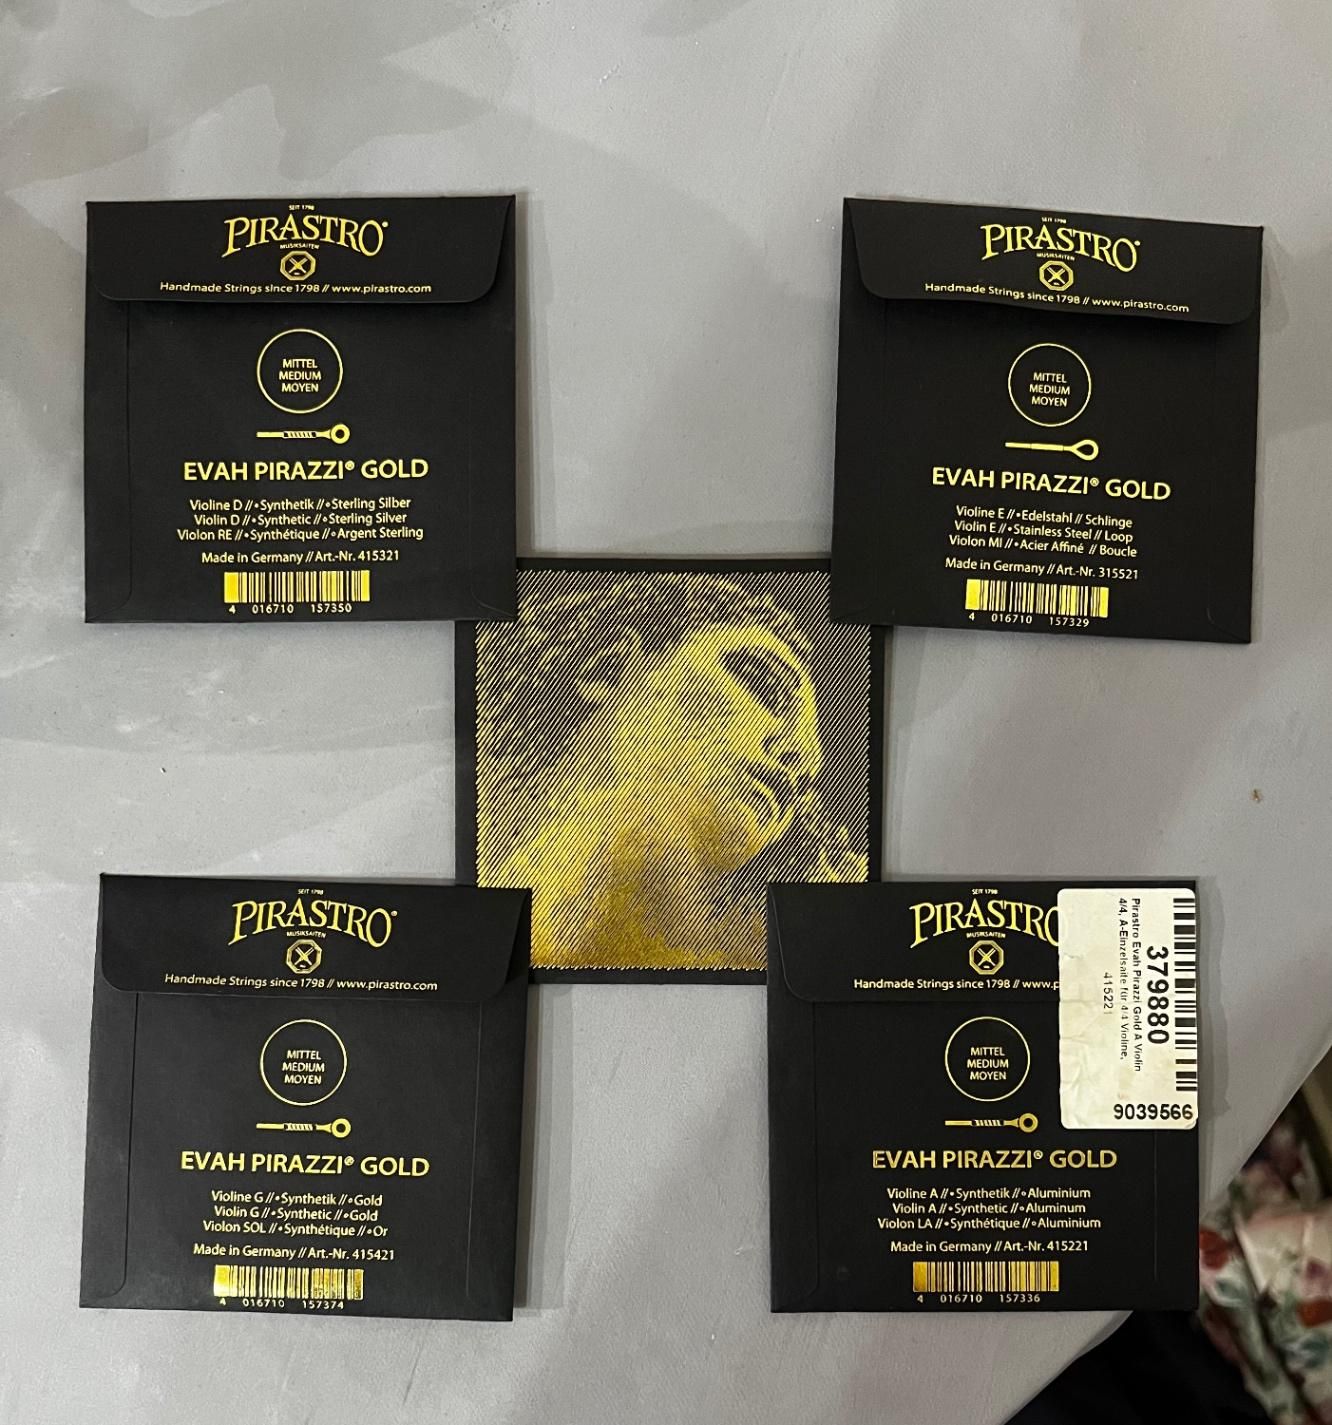 SEIT 1798
PIRASTRO®
MUSIKSAITEN
Handmade Strings since 1798 // www.pirastro.com
MITTEL
MEDIUM
MOYEN
EVAH PIRAZZI® GOLD
Violine D //•Synthetik //∘Sterling Silber
Violin D //•Synthetic //∘Sterling Silver
Violon RE //•Synthétique //∘Argent Sterling
Made in Germany // Art.-Nr. 415321
4 016710 157350
SEIT 1798
PIRASTRO®
MUSIKSAITEN
Handmade Strings since 1798 // www.pirastro.com
MITTEL
MEDIUM
MOYEN
EVAH PIRAZZI® GOLD
Violine E //•Edelstahl // Schlinge
Violin E //•Stainless Steel // Loop
Violon MI //•Acier Affiné // Boucle
Made in Germany // Art.-Nr. 315521
4 016710 157329
SEIT 1798
PIRASTRO®
MUSIKSAITEN
Handmade Strings since 1798 // www.pirastro.com
MITTEL
MEDIUM
MOYEN
EVAH PIRAZZI® GOLD
Violine G //•Synthetik //∘Gold
Violin G //•Synthetic //∘Gold
Violon SOL //•Synthétique //∘Or
Made in Germany // Art.-Nr. 415421
4 016710 157374
SEIT 1798
PIRASTRO
MUSIKSAITEN
Handmade Strings since 1798 // www.p
MITTEL
MEDIUM
MOYEN
EVAH PIRAZZI® GOLD
Violine A //•Synthetik //∘Aluminium
Violin A //•Synthetic //∘Aluminum
Violon LA //•Synthétique //∘Aluminium
Made in Germany // Art.-Nr. 415221
4 016710 157336
379880
Pirastro Evah Pirazzi Gold A Violin
4/4, A-Einzelsaite für 4/4 Violine,
415221
9039566